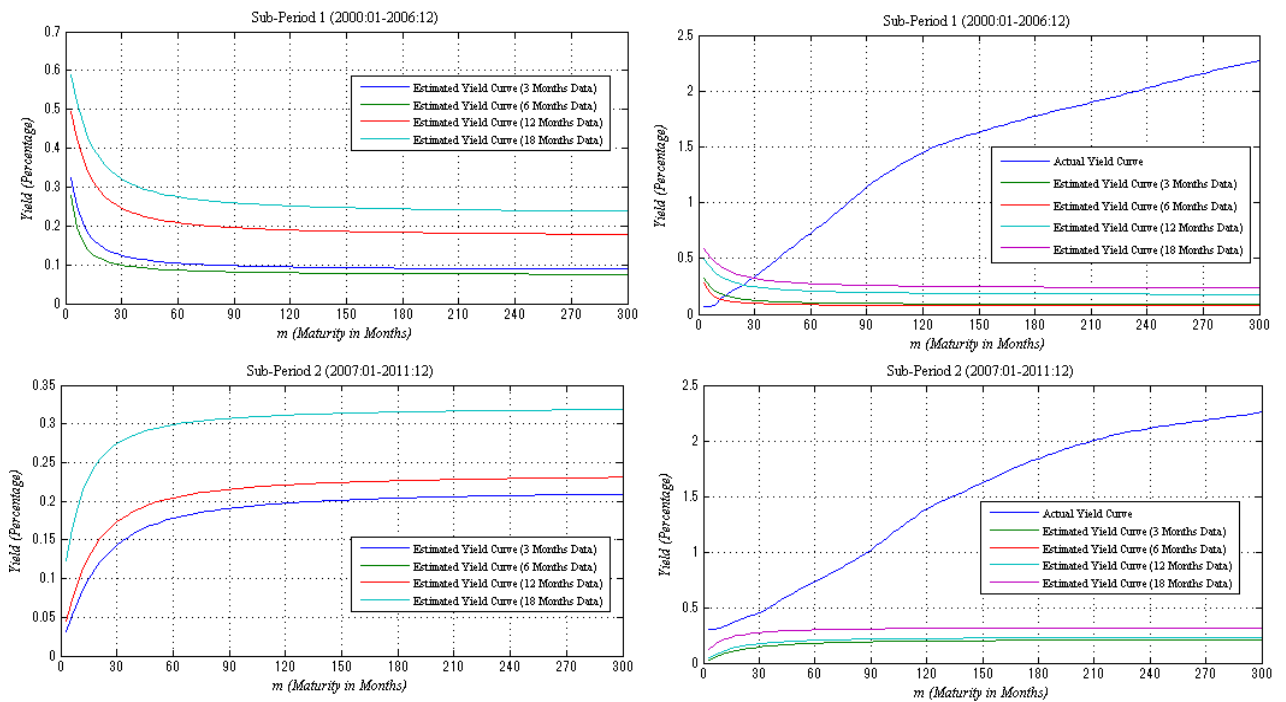 Sub-Period 1 (2000:01-2006:12)
Yield (Percentage)
0.7
0.6
0.5
0.4
0.3
0.2
0.1
0
Estimated Yield Curve (3 Months Data)
Estimated Yield Curve (6 Months Data)
Estimated Yield Curve (12 Months Data)
Estimated Yield Curve (18 Months Data)
0 30 60 90 120 150 180 210 240 270 300
m (Maturity in Months)
Sub-Period 1 (2000:01-2006:12)
Yield (Percentage)
2.5
2
1.5
1
0.5
0
Actual Yield Curve
Estimated Yield Curve (3 Months Data)
Estimated Yield Curve (6 Months Data)
Estimated Yield Curve (12 Months Data)
Estimated Yield Curve (18 Months Data)
0 30 60 90 120 150 180 210 240 270 300
m (Maturity in Months)
Sub-Period 2 (2007:01-2011:12)
Yield (Percentage)
0.35
0.3
0.25
0.2
0.15
0.1
0.05
0
Estimated Yield Curve (3 Months Data)
Estimated Yield Curve (6 Months Data)
Estimated Yield Curve (12 Months Data)
Estimated Yield Curve (18 Months Data)
0 30 60 90 120 150 180 210 240 270 300
m (Maturity in Months)
Sub-Period 2 (2007:01-2011:12)
Yield (Percentage)
2.5
2
1.5
1
0.5
0
Actual Yield Curve
Estimated Yield Curve (3 Months Data)
Estimated Yield Curve (6 Months Data)
Estimated Yield Curve (12 Months Data)
Estimated Yield Curve (18 Months Data)
0 30 60 90 120 150 180 210 240 270 300
m (Maturity in Months)